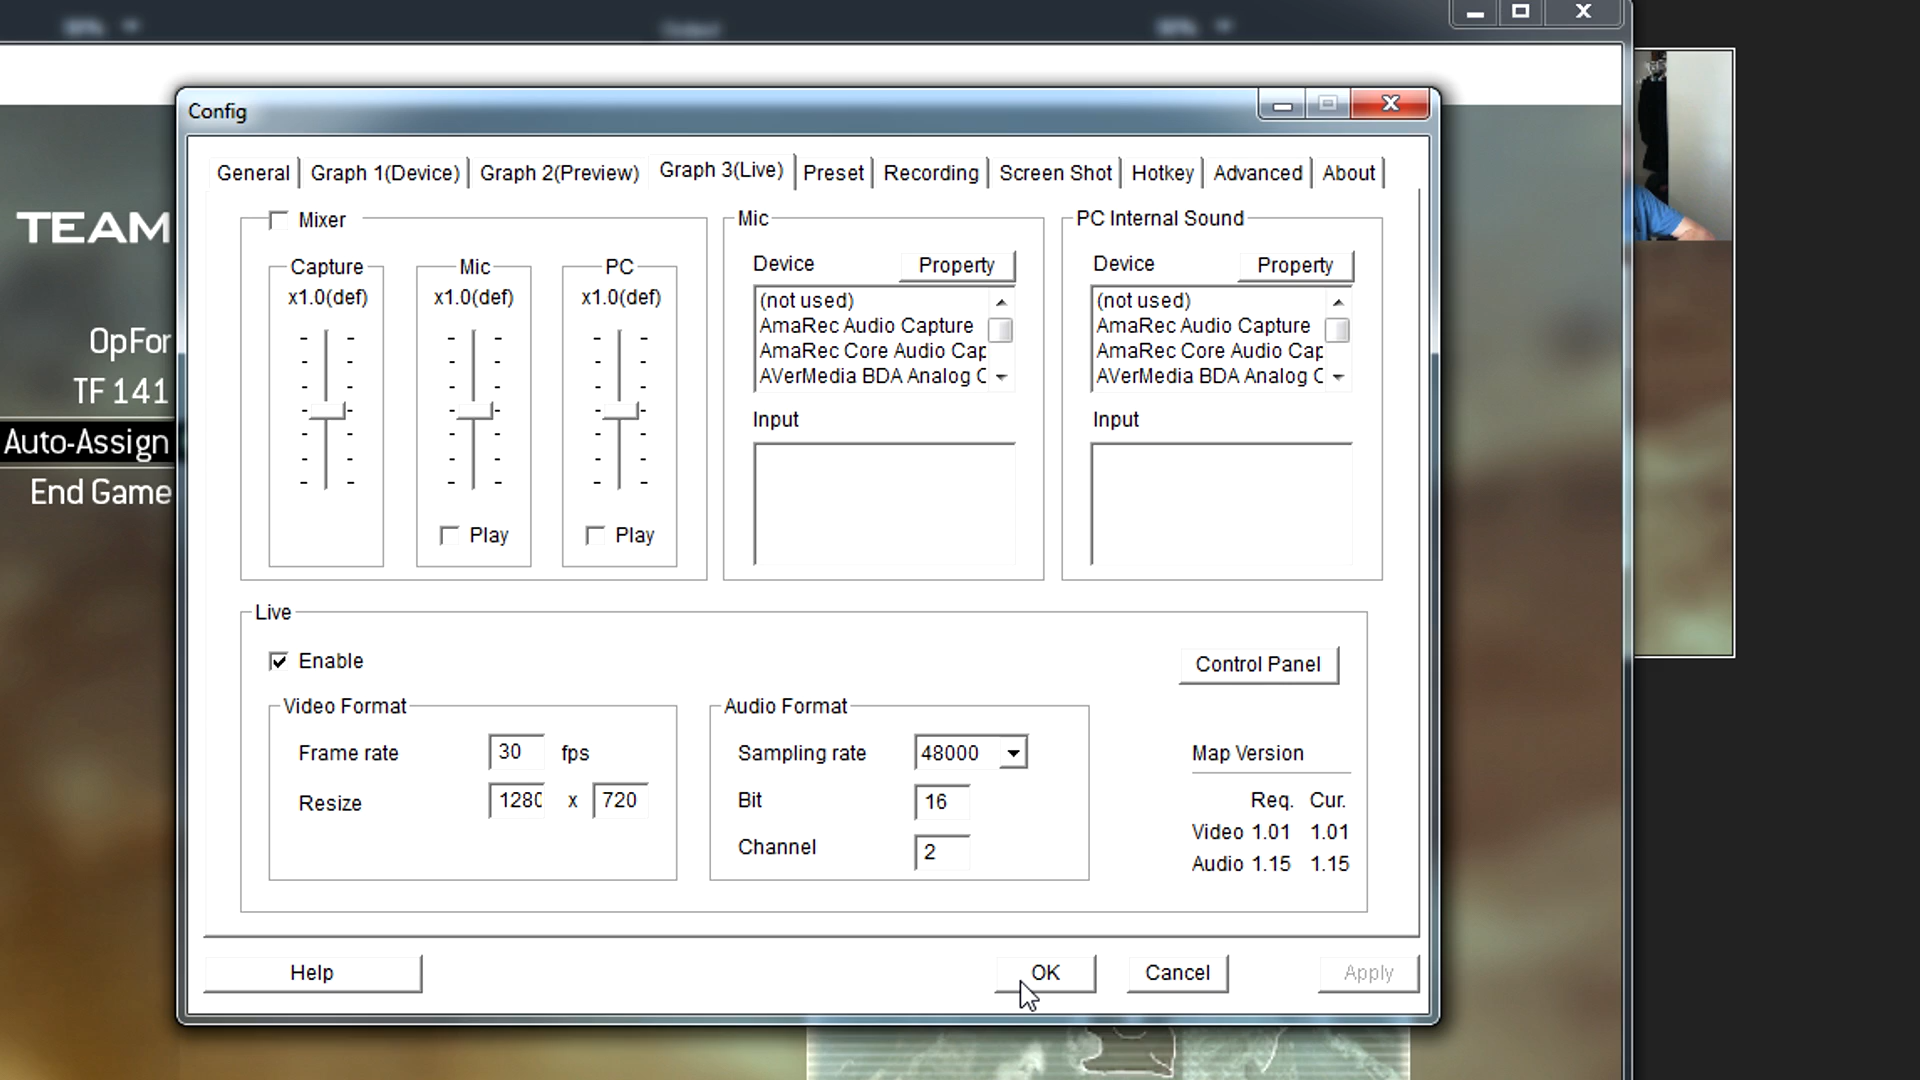 Config
General
Graph 1(Device)
Graph 2(Preview)
Graph 3(Live)
Preset
Recording
Screen Shot
Hotkey
Advanced
About
TEAM
OpFor
TF 141
Auto-Assign
End Game
Mixer
Capture
x1.0(def)
Mic
x1.0(def)
Play
PC
x1.0(def)
Play
Mic
Device
Property
(not used)
AmaRec Audio Capture
AmaRec Core Audio Cap
AVerMedia BDA Analog C
Input
PC Internal Sound
Device
Property
(not used)
AmaRec Audio Capture
AmaRec Core Audio Cap
AVerMedia BDA Analog C
Input
Live
Enable
Control Panel
Video Format
Frame rate 30 fps
Resize 1280 x 720
Audio Format
Sampling rate 48000
Bit 16
Channel 2
Map Version
Req. Cur.
Video 1.01 1.01
Audio 1.15 1.15
Help
OK
Cancel
Apply